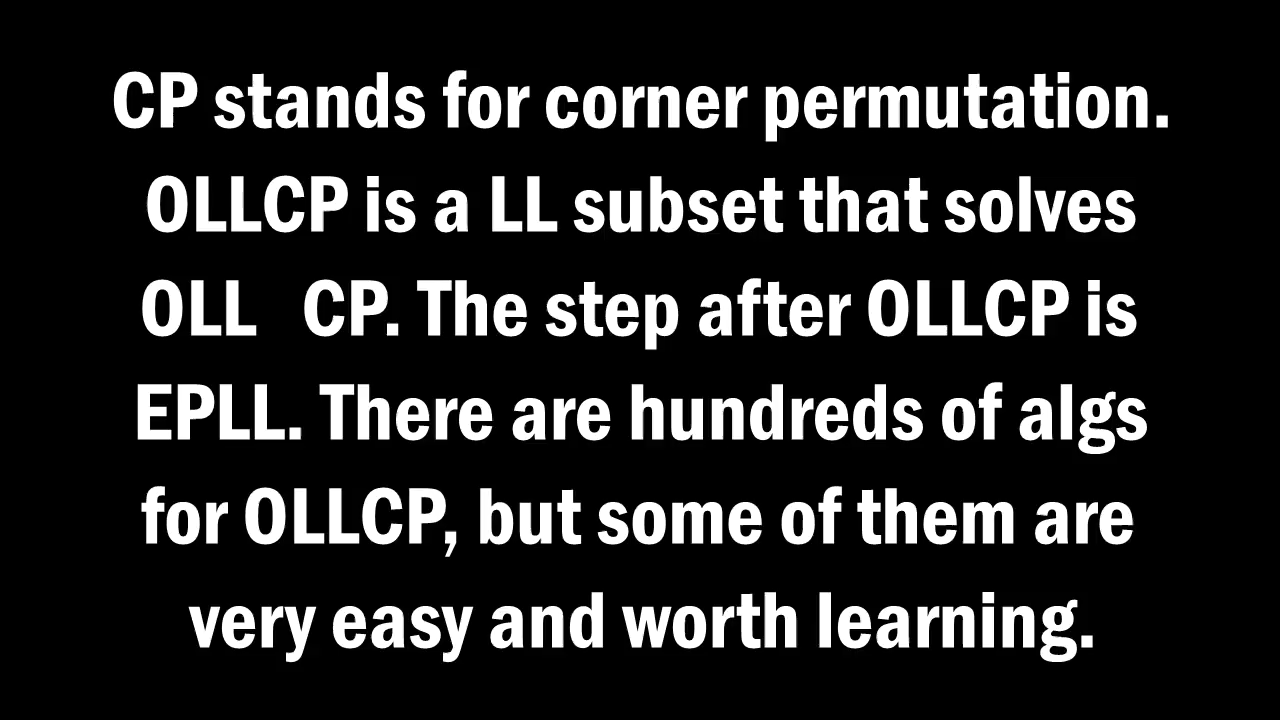 CP stands for corner permutation.
OLLCP is a LL subset that solves
OLL CP. The step after OLLCP is
EPLL. There are hundreds of algs
for OLLCP, but some of them are
very easy and worth learning.